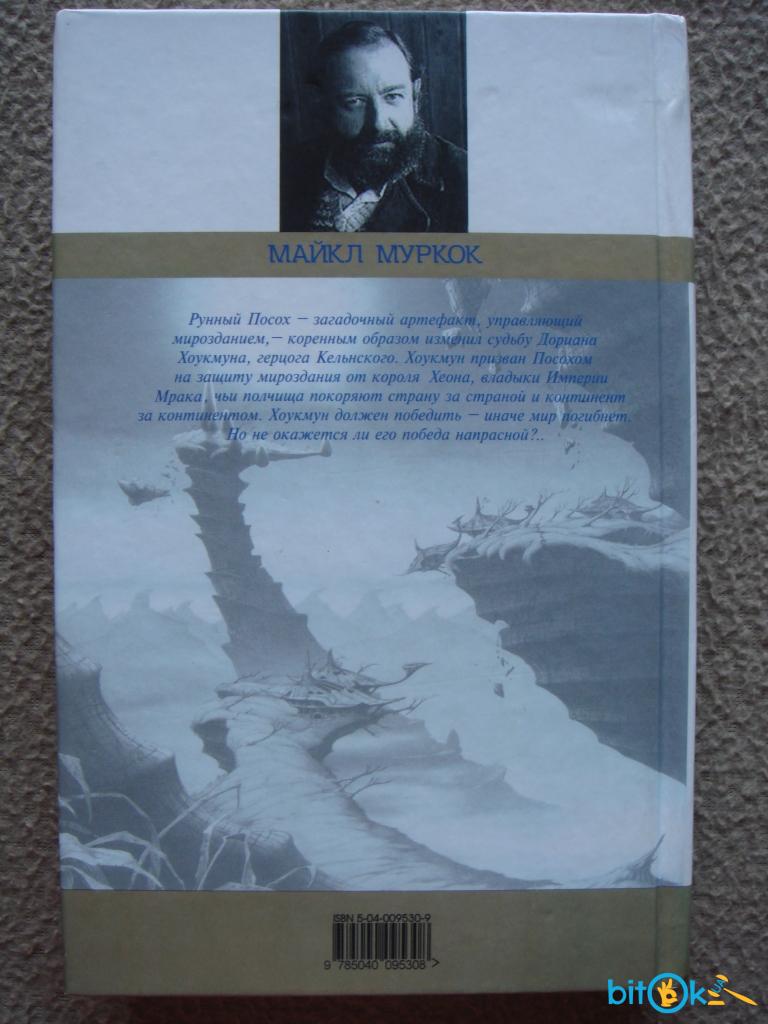 МАЙКЛ МУРКОК
Рунный Посох — загадочный артефакт, управляющий
мирозданием,— коренным образом изменил судьбу Дориана
Хоукмуна, герцога Кельнского. Хоукмун призван Посохом
на защиту мироздания от короля Хеона, владыки Империи
Мрака, чьи полчища покоряют страну за страной и континент
за континентом. Хоукмун должен победить — иначе мир погибнет.
Но не окажется ли его победа напрасной?..
ISBN 5-04-009530-9
9 785040 095308 >
bitOk
UA